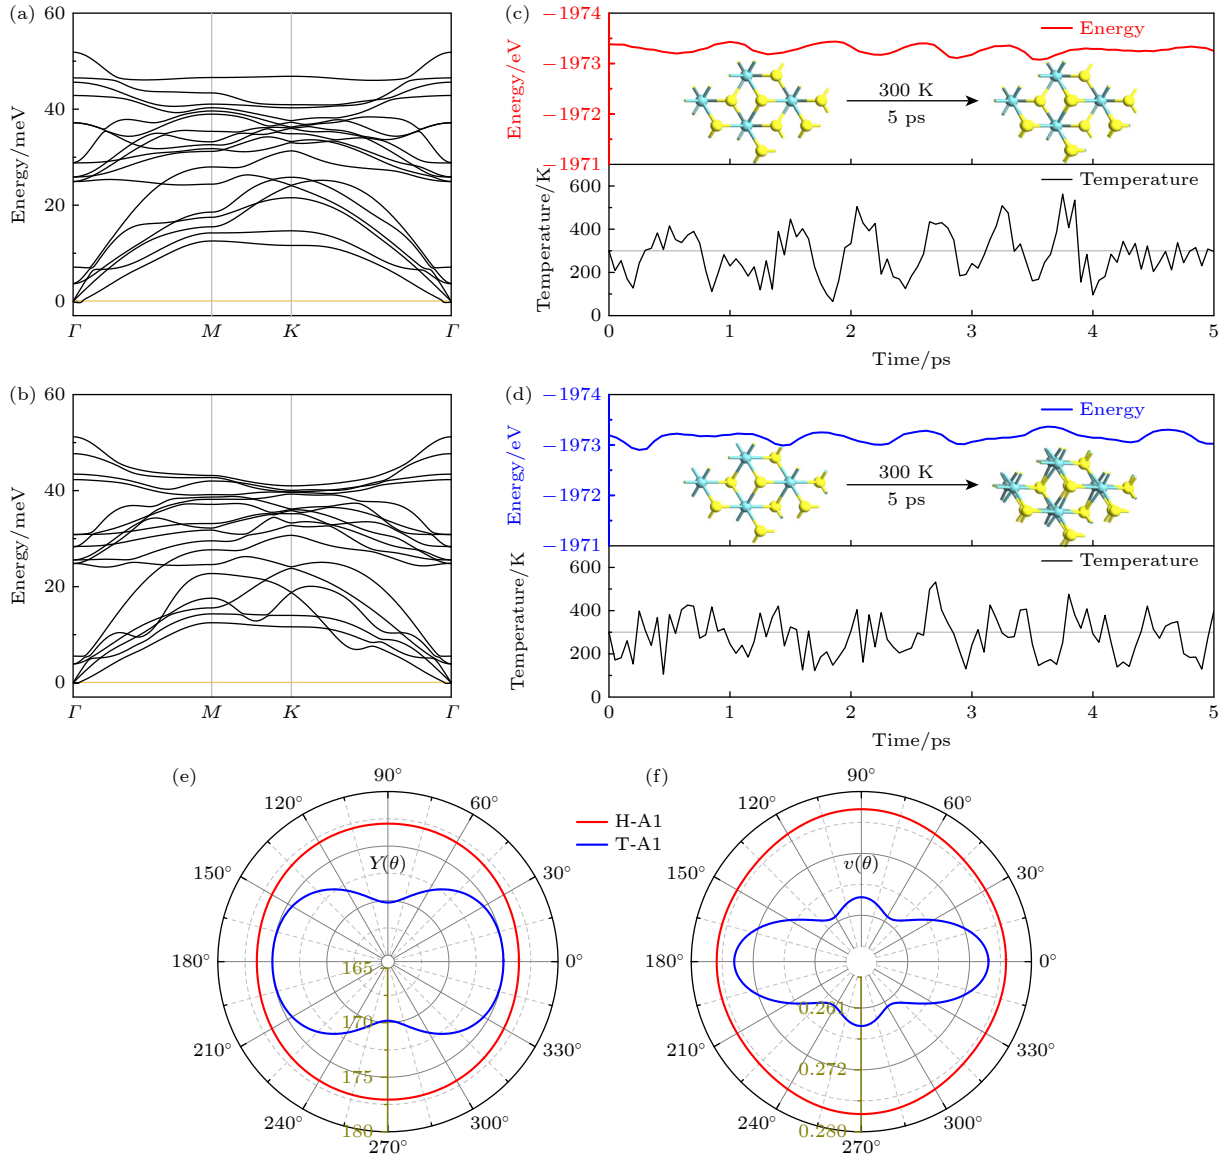 (a)
60
40
20
0
Energy/meV
Γ
M
K
Γ
(c)
−1974
−1973
−1972
−1971
Energy/eV
Energy
300 K
5 ps
600
400
200
0
Temperature/K
Temperature
0
1
2
3
4
5
Time/ps
(b)
60
40
20
0
Energy/meV
Γ
M
K
Γ
(d)
−1974
−1973
−1972
−1971
Energy/eV
Energy
300 K
5 ps
600
400
200
0
Temperature/K
Temperature
0
1
2
3
4
5
Time/ps
(e)
90°
120°
60°
150°
30°
180°
0°
210°
330°
240°
300°
270°
Y(θ)
165
170
175
180
H-A1
T-A1
(f)
90°
120°
60°
150°
30°
180°
0°
210°
330°
240°
300°
270°
v(θ)
0.261
0.272
0.280